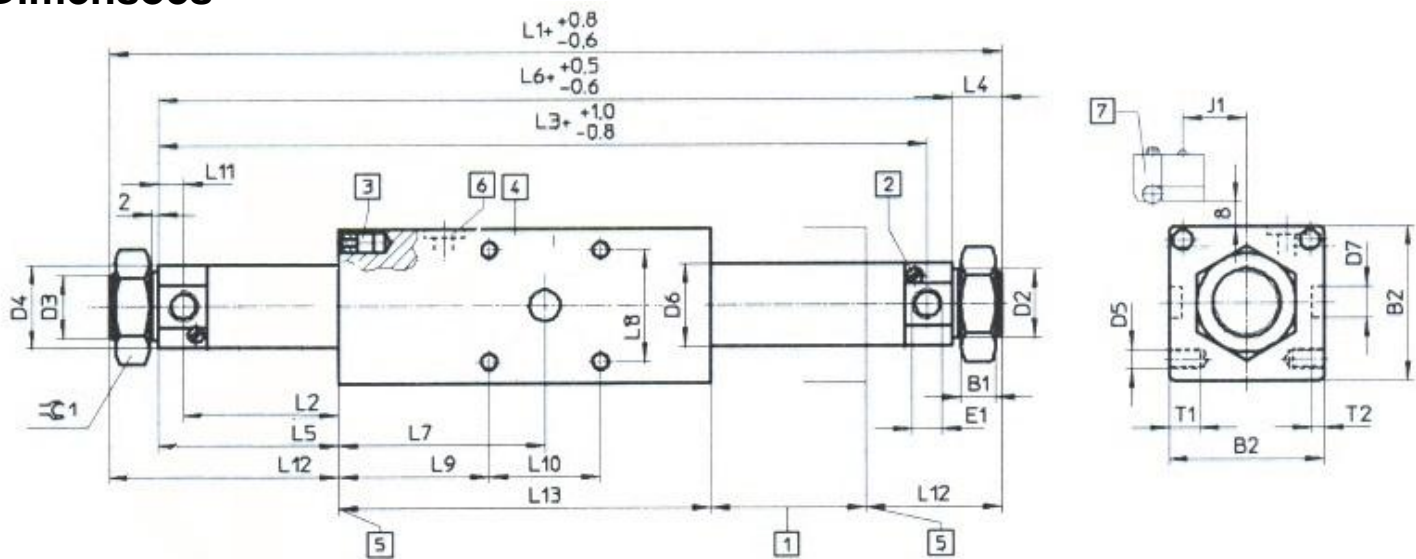 Dimensões
L1+ +0.8
-0.6
L6+ +0.5
-0.6
L4
L3+ +1,0
-0.8
J1
7
L11
2
3
6
4
2
8
D4
D3
L8
D6
D2
D5
D7
B2
1
L2
B1
L5
L7
E1
T1
T2
L12
L9
L10
B2
L13
L12
5
1
5